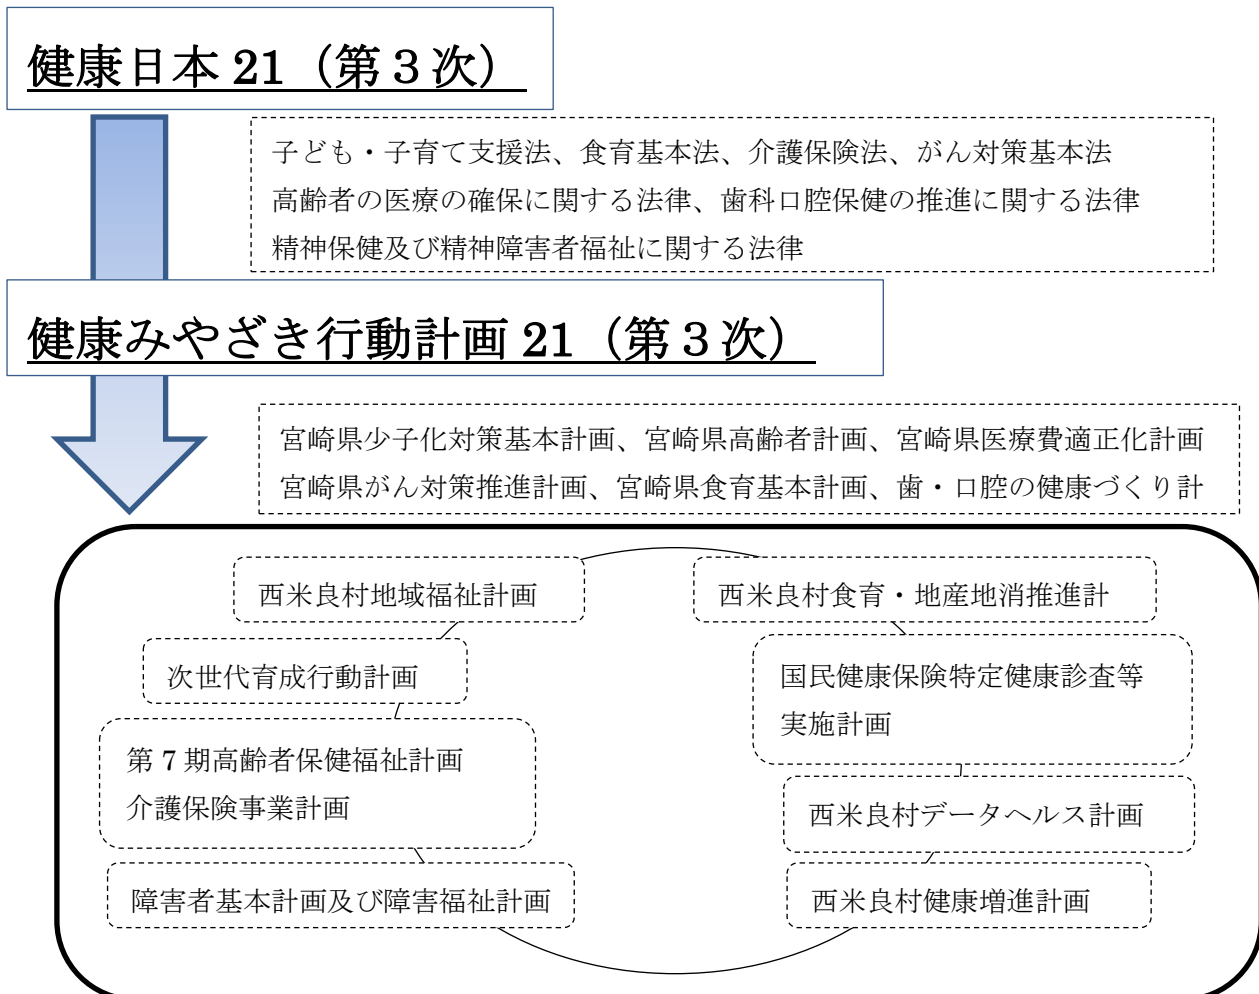 健康日本 21（第３次）
子ども・子育て支援法、食育基本法、介護保険法、がん対策基本法
高齢者の医療の確保に関する法律、歯科口腔保健の推進に関する法律
精神保健及び精神障害者福祉に関する法律
健康みやざき行動計画 21（第３次）
宮崎県少子化対策基本計画、宮崎県高齢者計画、宮崎県医療費適正化計画
宮崎県がん対策推進計画、宮崎県食育基本計画、歯・口腔の健康づくり計
西米良村地域福祉計画
西米良村食育・地産地消推進計
次世代育成行動計画
国民健康保険特定健康診査等
実施計画
第 7 期高齢者保健福祉計画
介護保険事業計画
西米良村データヘルス計画
障害者基本計画及び障害福祉計画
西米良村健康増進計画